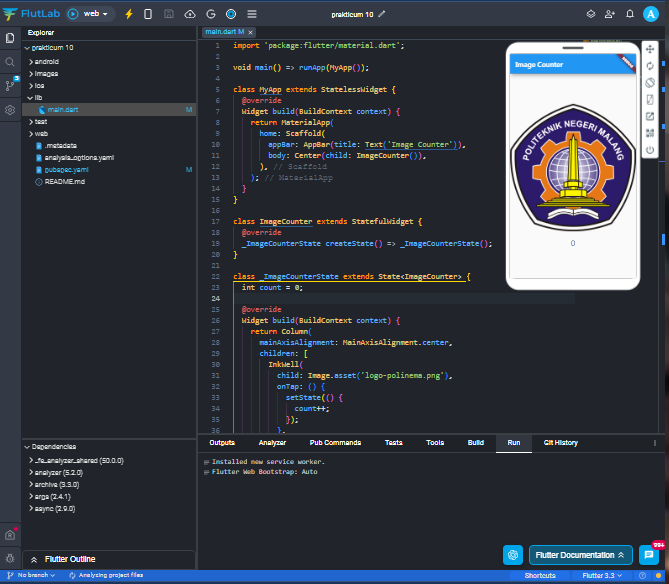 FlutLab
web
prakticum 10
A
Explorer
main.dart M
prakticum 10
android
images
ios
lib
main.dart M
test
web
.metadata
analysis_options.yaml
pubspec.yaml M
README.md
3
1 import 'package:flutter/material.dart';
2
3 void main() => runApp(MyApp());
4
5 class MyApp extends StatelessWidget {
6 @override
7 Widget build(BuildContext context) {
8 return MaterialApp(
9 home: Scaffold(
10 appBar: AppBar(title: Text('Image Counter')),
11 body: Center(child: ImageCounter()),
12 ), // Scaffold
13 ); // MaterialApp
14 }
15 }
16
17 class ImageCounter extends StatefulWidget {
18 @override
19 _ImageCounterState createState() => _ImageCounterState();
20 }
21
22 class _ImageCounterState extends State<ImageCounter> {
23 int count = 0;
24
25 @override
26 Widget build(BuildContext context) {
27 return Column(
28 mainAxisAlignment: MainAxisAlignment.center,
29 children: [
30 InkWell(
31 child: Image.asset('logo-polinema.png'),
32 onTap: () {
33 setState(() {
34 count++;
35 });
36 },
Image Counter
POLITEKNIK NEGERI MALANG
0
Dependencies
_fe_analyzer_shared (50.0.0)
analyzer (5.2.0)
archive (3.3.0)
args (2.4.1)
async (2.9.0)
Flutter Outline
Outputs Analyzer Pub Commands Tests Tools Build Run Git History
Installed new service worker.
Flutter Web Bootstrap: Auto
Flutter Documentation
99+
No branch
Analyzing project files
Shortcuts
Flutter 3.3